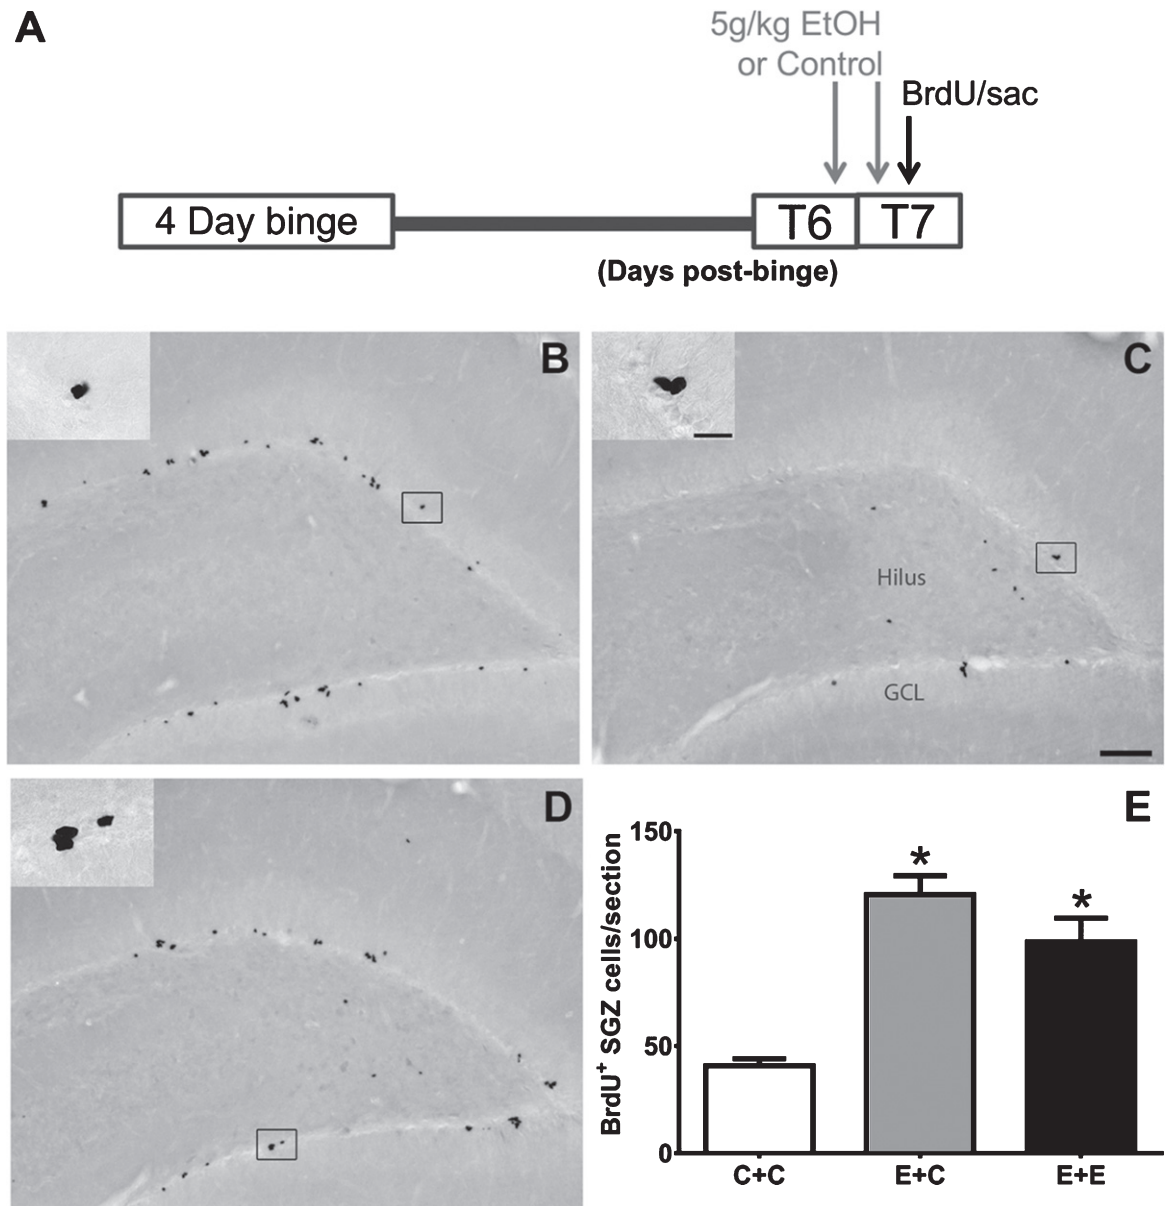 A
5g/kg EtOH
or Control
BrdU/sac
4 Day binge
T6
T7
(Days post-binge)
B
C
Hilus
GCL
D
E
BrdU+ SGZ cells/section
150
100
50
0
*
*
C+C
E+C
E+E